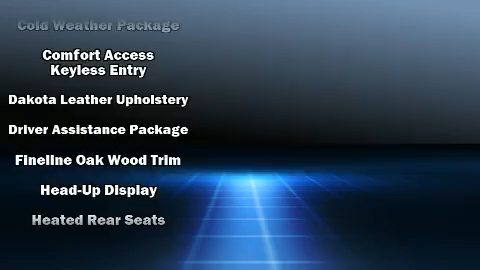 Cold Weather Package
Comfort Access
Keyless Entry
Dakota Leather Upholstery
Driver Assistance Package
Fineline Oak Wood Trim
Head-Up Display
Heated Rear Seats